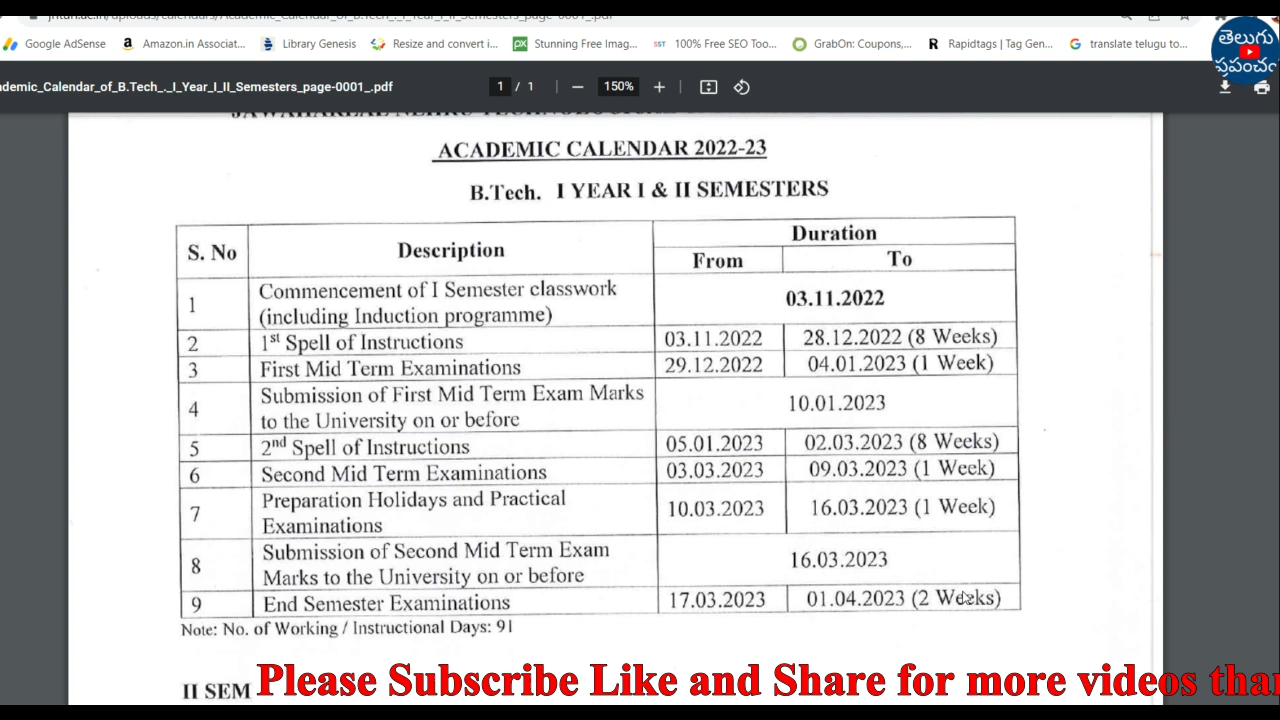 Google AdSense Amazon.in Associat... Library Genesis Resize and convert i... Stunning Free Imag... SST 100% Free SEO Too... GrabOn: Coupons,... Rapidtags | Tag Gen... translate telugu to...
తెలుగు
ప్రపంచం
ademic_Calendar_of_B.Tech_._I_Year_I_II_Semesters_page-0001_.pdf 1 / 1 150%
ACADEMIC CALENDAR 2022-23
B.Tech. I YEAR I & II SEMESTERS
S. No Description Duration
From To
1 Commencement of I Semester classwork (including Induction programme) 03.11.2022
2 1st Spell of Instructions 03.11.2022 28.12.2022 (8 Weeks)
3 First Mid Term Examinations 29.12.2022 04.01.2023 (1 Week)
4 Submission of First Mid Term Exam Marks to the University on or before 10.01.2023
5 2nd Spell of Instructions 05.01.2023 02.03.2023 (8 Weeks)
6 Second Mid Term Examinations 03.03.2023 09.03.2023 (1 Week)
7 Preparation Holidays and Practical Examinations 10.03.2023 16.03.2023 (1 Week)
8 Submission of Second Mid Term Exam Marks to the University on or before 16.03.2023
9 End Semester Examinations 17.03.2023 01.04.2023 (2 Weeks)
Note: No. of Working / Instructional Days: 91
II SEM
Please Subscribe Like and Share for more videos than